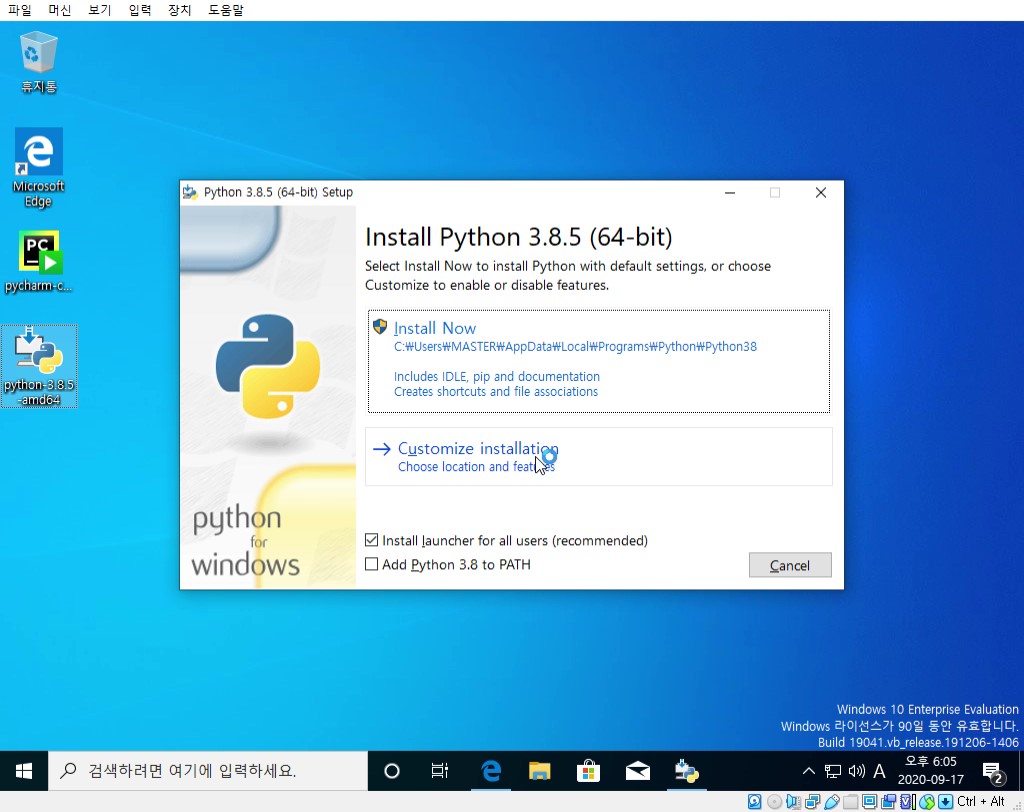 파일 머신 보기 입력 장치 도움말
휴지통
Microsoft
Edge
PC
pycharm-c...
python-3.8.5
-amd64
Python 3.8.5 (64-bit) Setup
Install Python 3.8.5 (64-bit)
Select Install Now to install Python with default settings, or choose
Customize to enable or disable features.
Install Now
C:₩Users₩MASTER₩AppData₩Local₩Programs₩Python₩Python38
Includes IDLE, pip and documentation
Creates shortcuts and file associations
Customize installation
Choose location and features
python
for
windows
Install launcher for all users (recommended)
Add Python 3.8 to PATH
Cancel
Windows 10 Enterprise Evaluation
Windows 라이선스가 90일 동안 유효합니다.
Build 19041.vb_release.191206-1406
검색하려면 여기에 입력하세요.
A
오후 6:05
2020-09-17
2
Ctrl + Alt